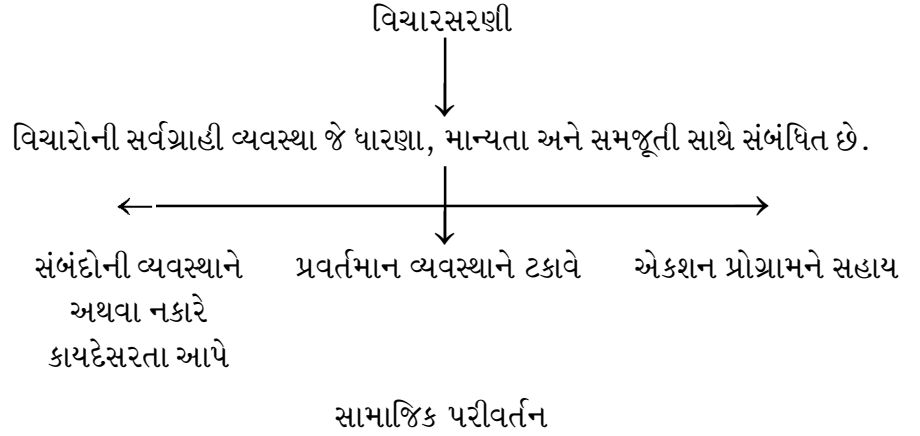 વિચારસરણી
વિચારોની સર્વગ્રાહી વ્યવસ્થા જે ધારણા, માન્યતા અને સમજૂતી સાથે સંબંધિત છે.
સંબંદોની વ્યવસ્થાને પ્રવર્તમાન વ્યવસ્થાને ટકાવે એકશન પ્રોગ્રામને સહાય
અથવા નકારે
કાયદેસરતા આપે
સામાજિક પરીવર્તન